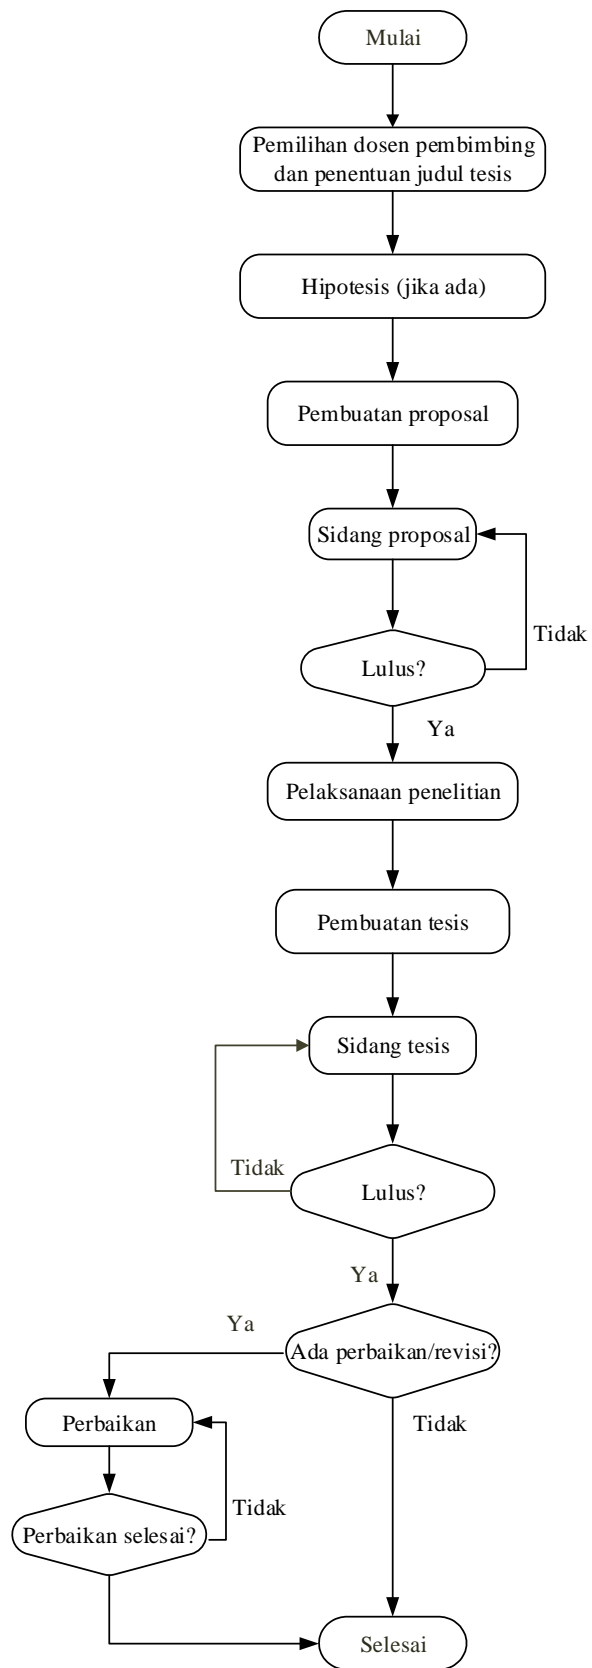 Mulai
Pemilihan dosen pembimbing
dan penentuan judul tesis
Hipotesis (jika ada)
Pembuatan proposal
Sidang proposal
Tidak
Lulus?
Ya
Pelaksanaan penelitian
Pembuatan tesis
Sidang tesis
Tidak
Lulus?
Ya
Ya
Ada perbaikan/revisi?
Perbaikan
Tidak
Tidak
Perbaikan selesai?
Selesai